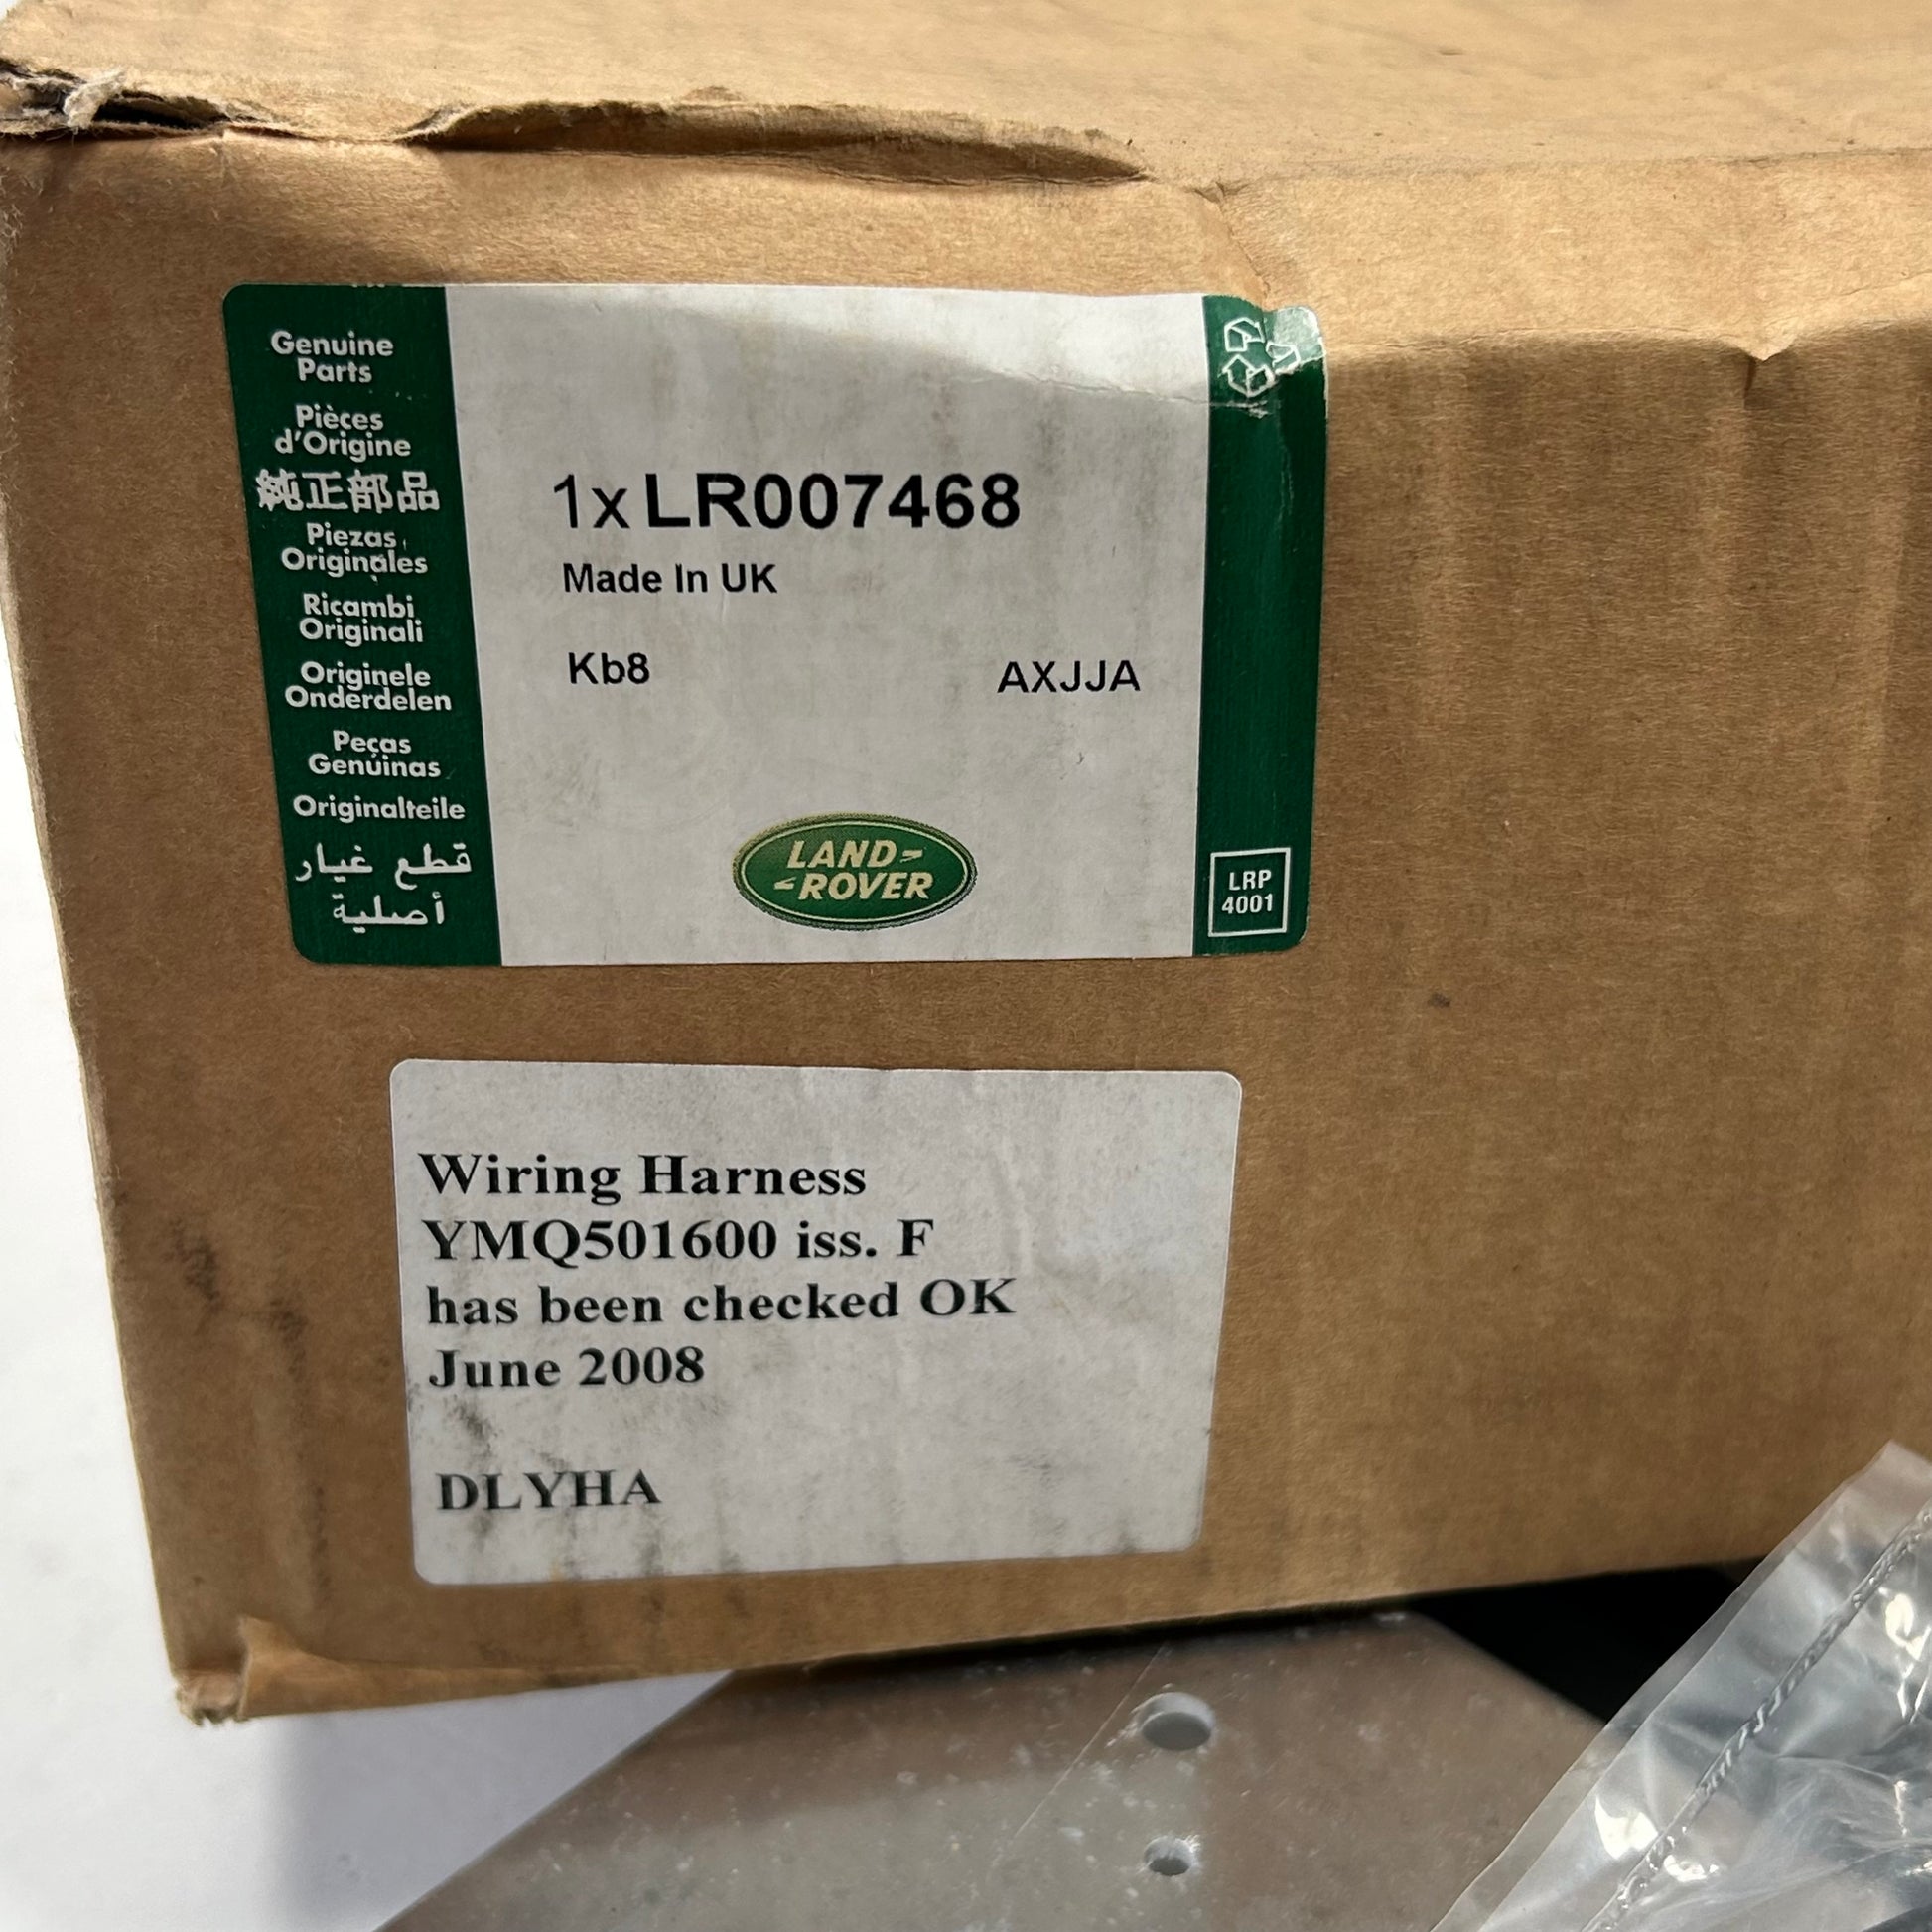 Genuine
Parts
Pièces
d'Origine
純正部品
Piezas
Originales
Ricambi
Originali
Originele
Onderdelen
Peças
Genúinas
Originalteile
قطع غيار
أصلية
1x LR007468
Made In UK
Kb8 AXJJA
LAND-
-ROVER
LRP
4001
Wiring Harness
YMQ501600 iss. F
has been checked OK
June 2008
DLYHA